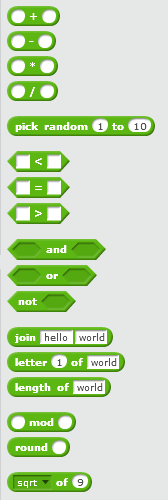 +
-
*
/
pick random 1 to 10
<
=
>
and
or
not
join hello world
letter 1 of world
length of world
mod
round
sqrt of 9